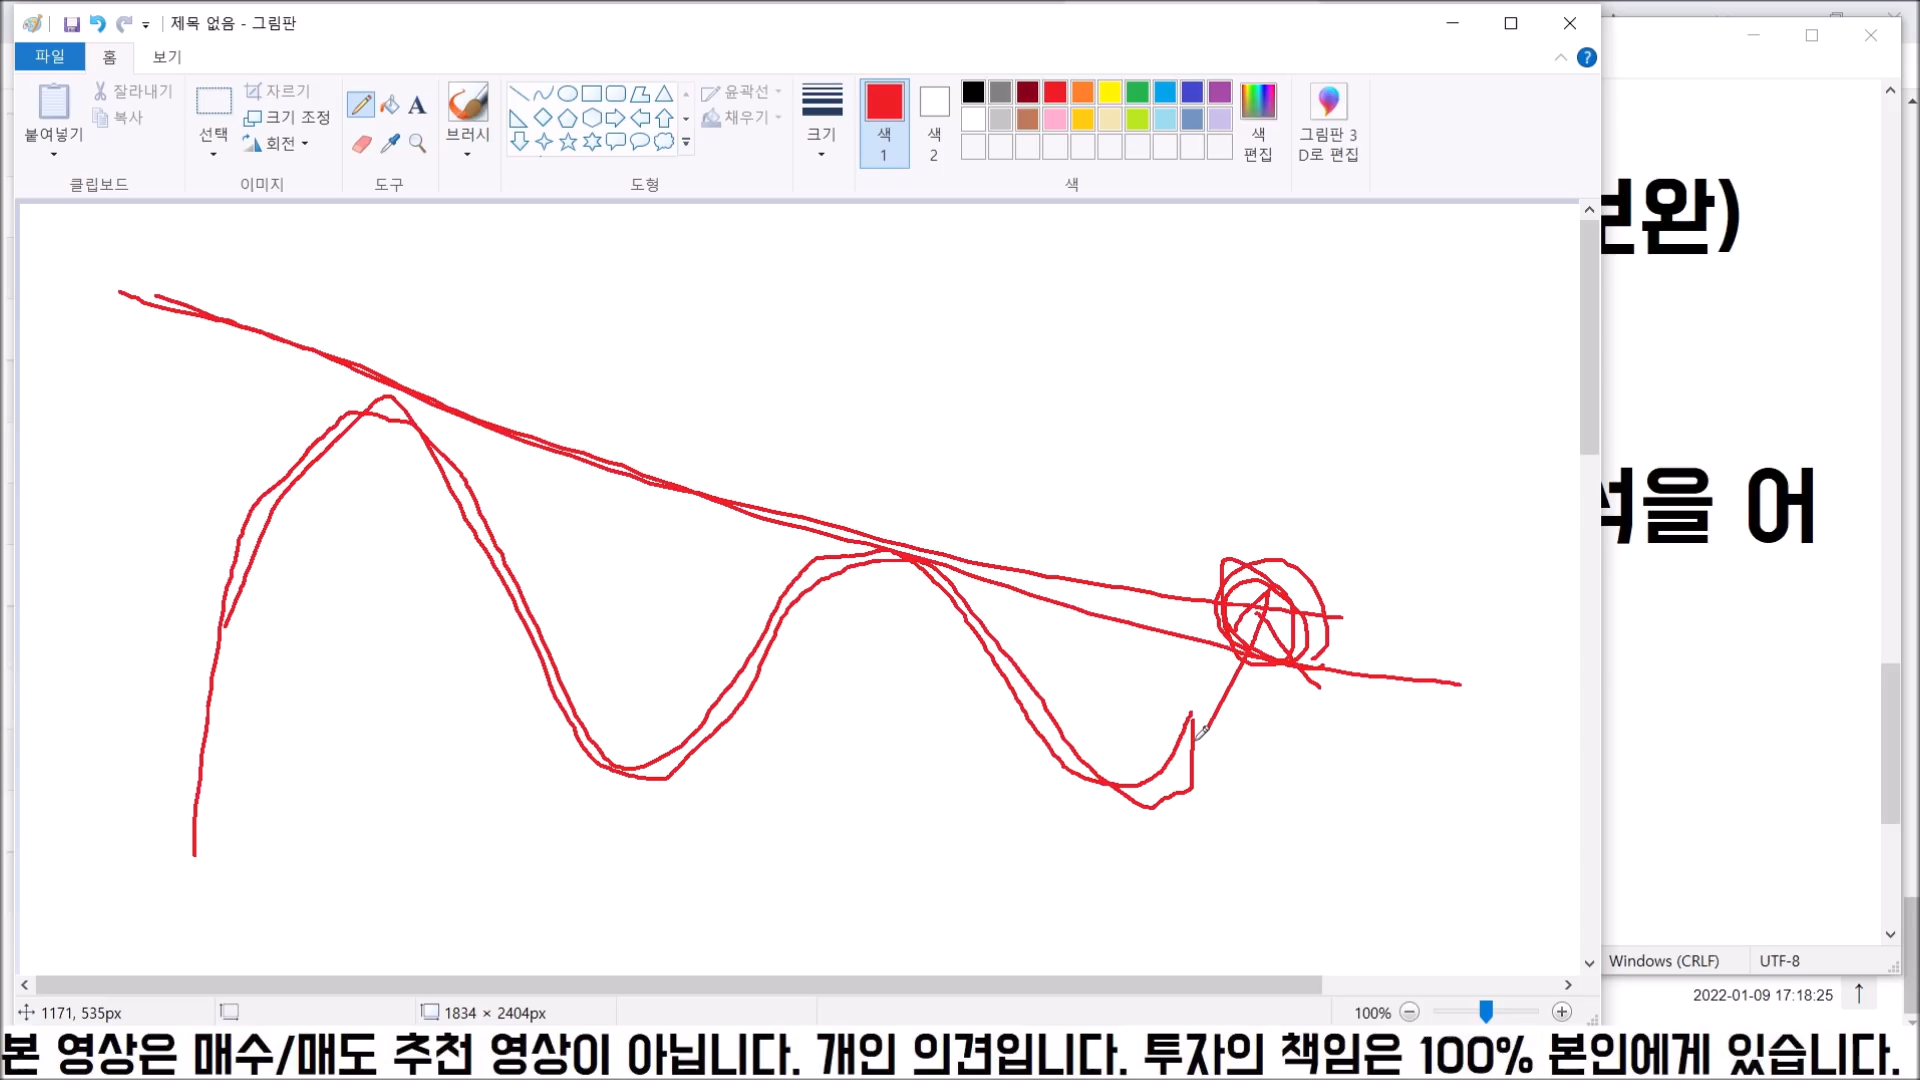 제목 없음 - 그림판
파일 홈 보기
붙여넣기
잘라내기
복사
클립보드
선택
자르기
크기 조정
회전
이미지
A
도구
브러시
윤곽선
채우기
도형
크기
색
1
색
2
색
편집
그림판 3
D로 편집
색
완)
을 어
Windows (CRLF) UTF-8
2022-01-09 17:18:25
1171, 535px
1834 × 2404px
100%
본 영상은 매수/매도 추천 영상이 아닙니다. 개인 의견입니다. 투자의 책임은 100% 본인에게 있습니다.